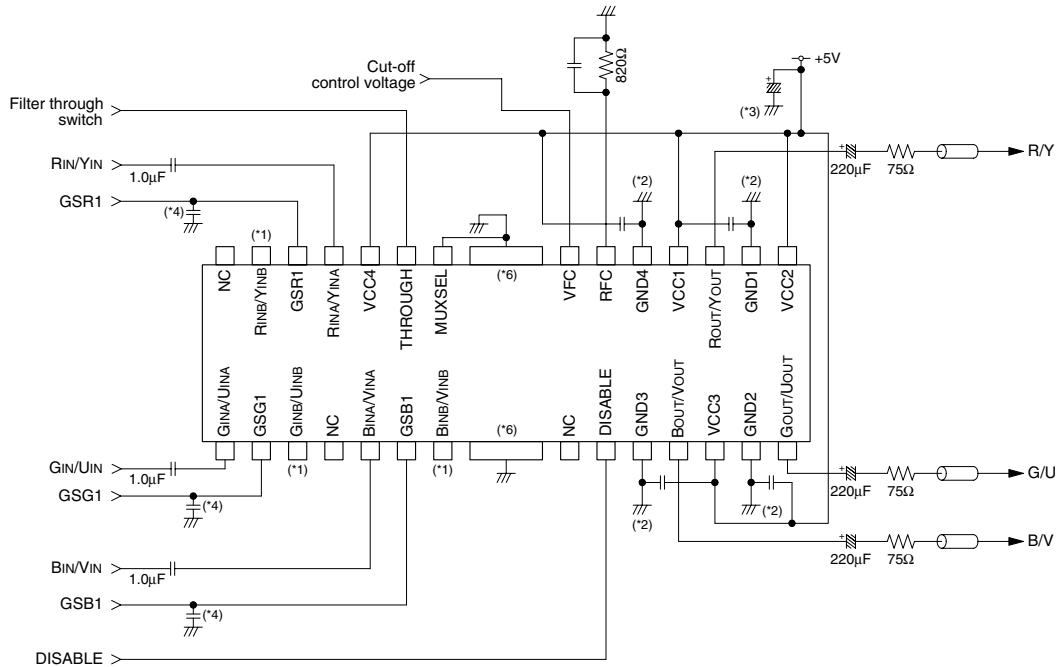 +5V
820Ω
Cut-off
control voltage
(*3)
Filter through
switch
RIN/YIN
1.0μF
220μF
75Ω
R/Y
GSR1
(*4)
(*2)
(*2)
(*1)
(*6)
NC
RINB/YINB
GSR1
RINA/YINA
VCC4
THROUGH
MUXSEL
VFC
RFC
GND4
VCC1
ROUT/YOUT
GND1
VCC2
GINA/UINA
GSG1
GINB/UINB
NC
BINA/VINA
GSB1
BINB/VINB
(*6)
NC
DISABLE
GND3
BOUT/VOUT
VCC3
GND2
GOUT/UOUT
(*1)
(*1)
GIN/UIN
1.0μF
GSG1
(*4)
(*2)
(*2)
220μF
75Ω
G/U
BIN/VIN
1.0μF
220μF
75Ω
B/V
GSB1
(*4)
DISABLE